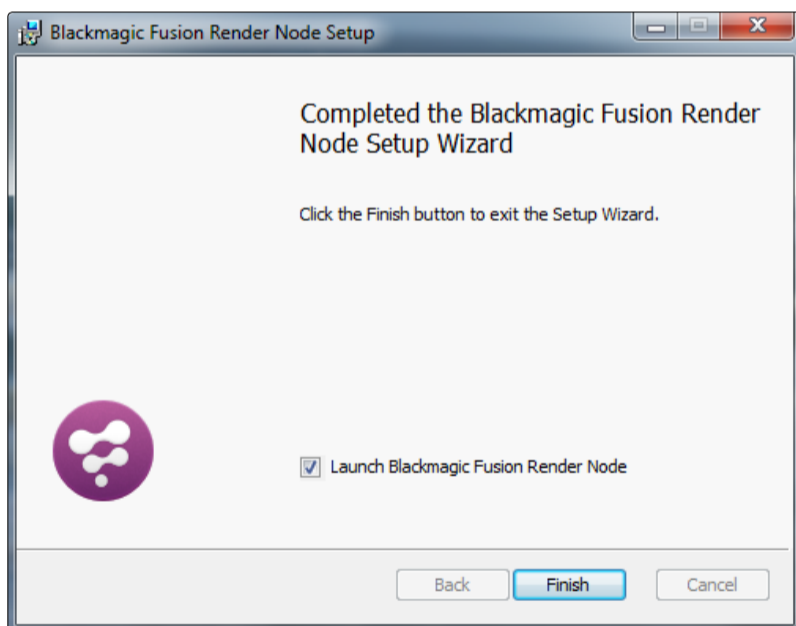 Blackmagic Fusion Render Node Setup
Completed the Blackmagic Fusion Render
Node Setup Wizard
Click the Finish button to exit the Setup Wizard.
Launch Blackmagic Fusion Render Node
Back
Finish
Cancel